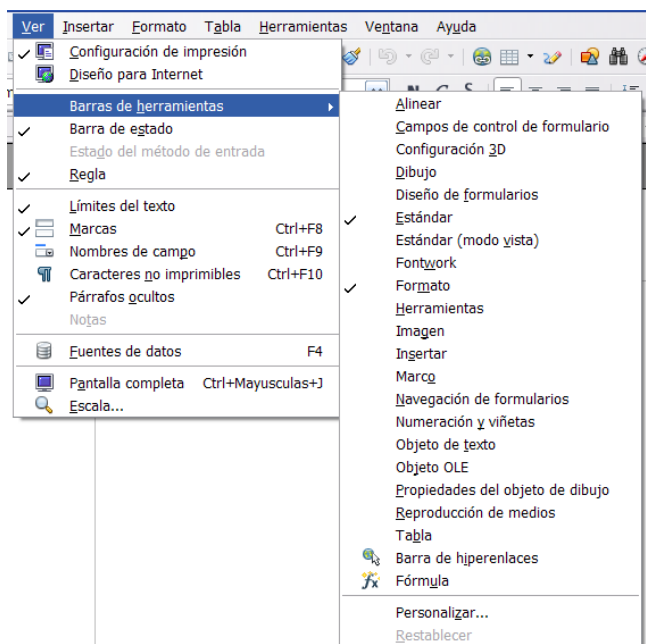 Ver Insertar Formato Tabla Herramientas Ventana Ayuda
Configuración de impresión
Diseño para Internet
Barras de herramientas
Barra de estado
Estado del método de entrada
Regla
Límites del texto
Marcas Ctrl+F8
Nombres de campo Ctrl+F9
Caracteres no imprimibles Ctrl+F10
Párrafos ocultos
Notas
Fuentes de datos F4
Pantalla completa Ctrl+Mayusculas+J
Escala...
Alinear
Campos de control de formulario
Configuración 3D
Dibujo
Diseño de formularios
Estándar
Estándar (modo vista)
Fontwork
Formato
Herramientas
Imagen
Insertar
Marco
Navegación de formularios
Numeración y viñetas
Objeto de texto
Objeto OLE
Propiedades del objeto de dibujo
Reproducción de medios
Tabla
Barra de hiperenlaces
Fórmula
Personalizar...
Restablecer